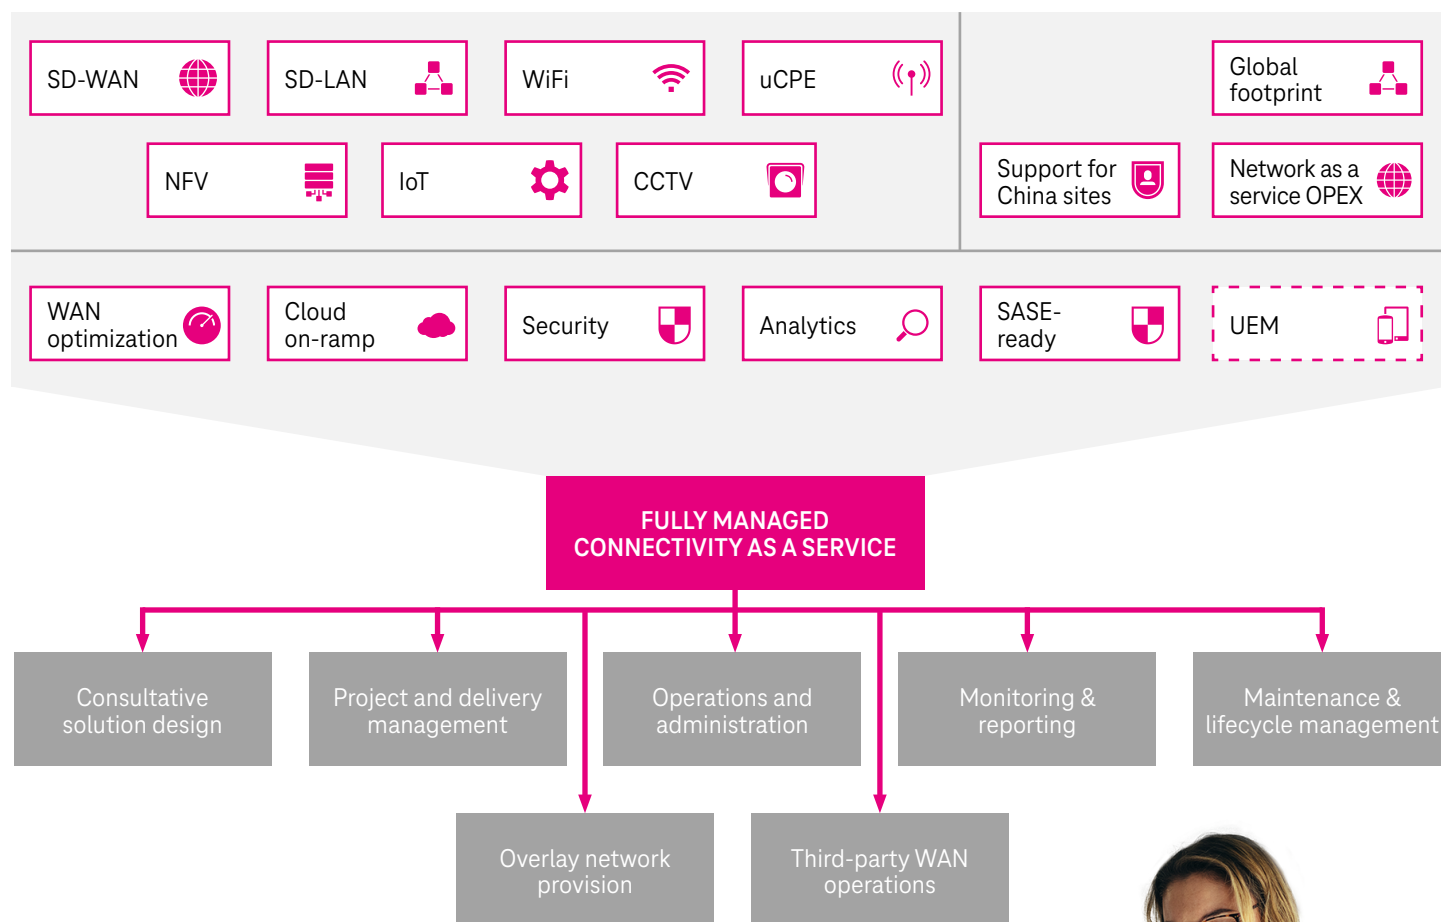 SD-WAN
SD-LAN
WiFi
uCPE
Global
footprint
NFV
IoT
CCTV
Support for
China sites
Network as a
service OPEX
WAN
optimization
Cloud
on-ramp
Security
Analytics
SASE-
ready
UEM
FULLY MANAGED
CONNECTIVITY AS A SERVICE
Consultative
solution design
Project and delivery
management
Operations and
administration
Monitoring &
reporting
Maintenance &
lifecycle management
Overlay network
provision
Third-party WAN
operations